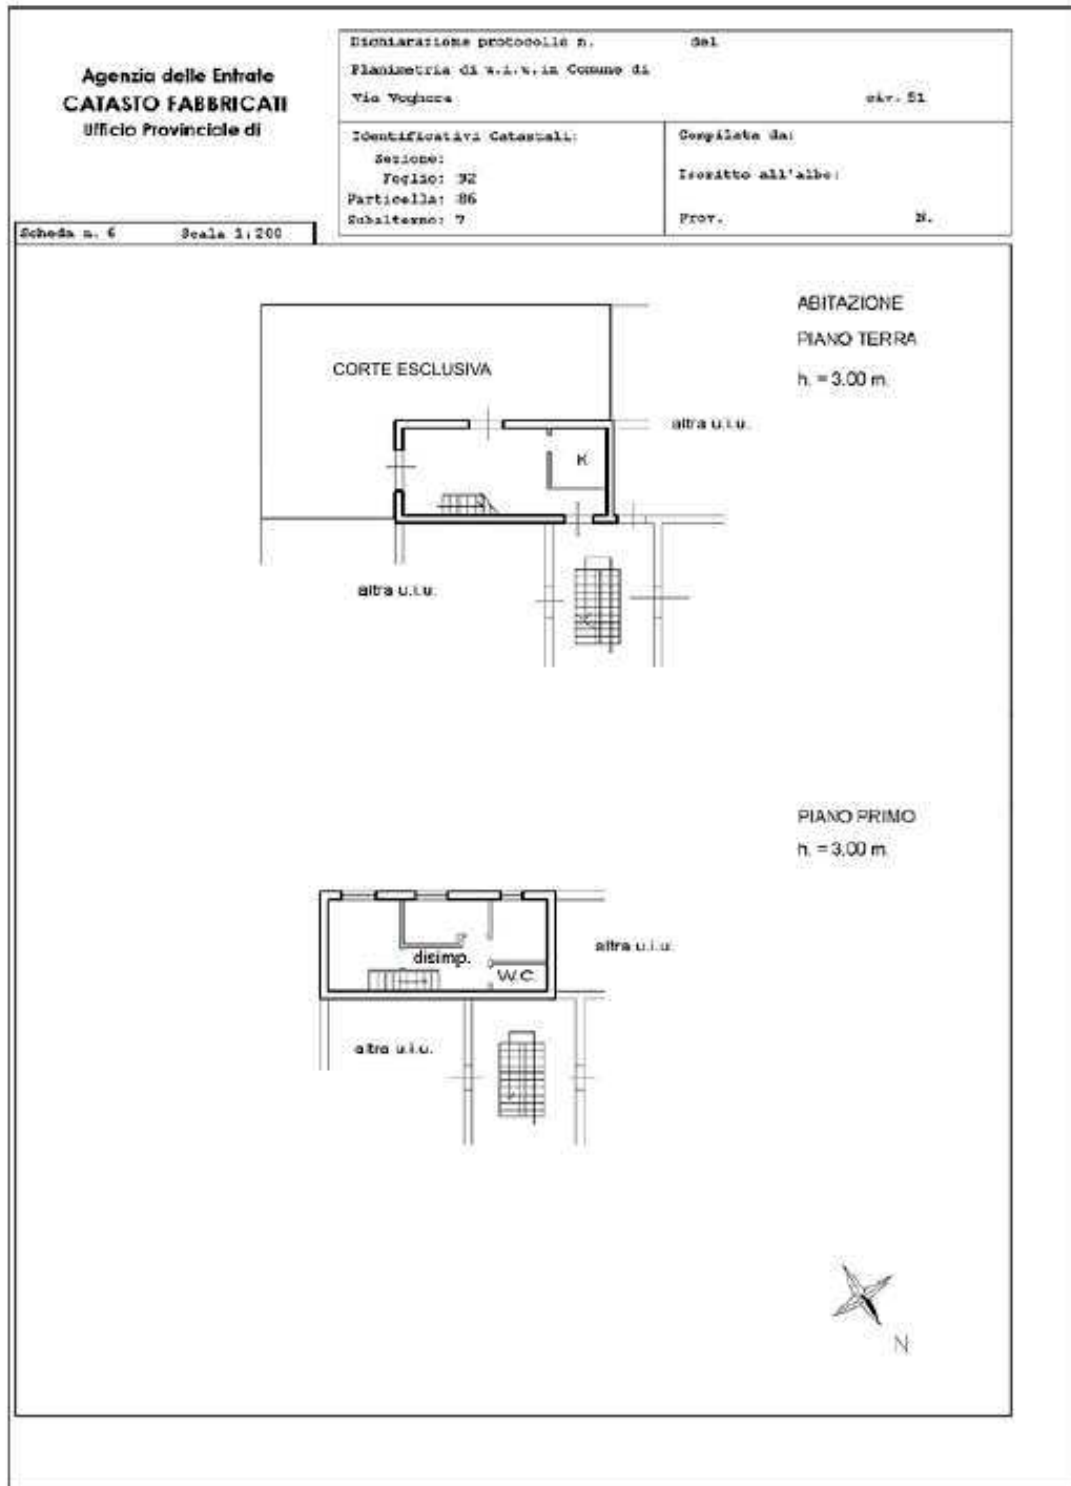 Agenzia delle Entrate
CATASTO FABBRICATI
Ufficio Provinciale di
Dichiarazione protocollo n. del
Planimetria di u.i.u. in Comune di
Via Voghera civ. 51
Identificativi Catastali:
Sezione:
Foglio: 92
Particella: 86
Subalterno: 7
Compilata da:
Iscritto all'albo:
Prov. N.
Scheda n. 6 Scala 1:200
ABITAZIONE
PIANO TERRA
h. = 3.00 m.
CORTE ESCLUSIVA
altra u.i.u.
K
altra u.i.u.
PIANO PRIMO
h. = 3.00 m.
altra u.i.u.
disimp.
W.C.
altra u.i.u.
N